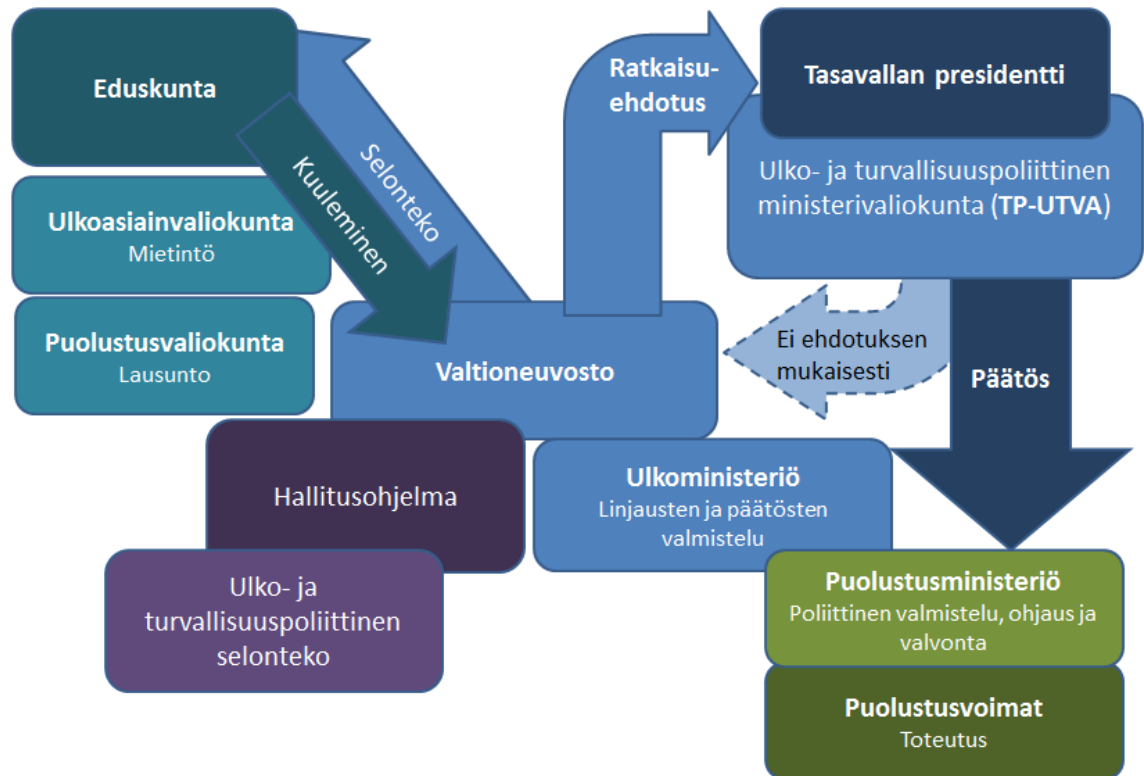 Eduskunta
Ulkoasiainvaliokunta
Mietintö
Puolustusvaliokunta
Lausunto
Selonteko
Kuuleminen
Ratkaisu-
ehdotus
Tasavallan presidentti
Ulko- ja turvallisuuspoliittinen
ministerivaliokunta (TP-UTVA)
Ei ehdotuksen
mukaisesti
Päätös
Valtioneuvosto
Hallitusohjelma
Ulko- ja
turvallisuuspoliittinen
selonteko
Ulkoministeriö
Linjausten ja päätösten
valmistelu
Puolustusministeriö
Poliittinen valmistelu, ohjaus ja
valvonta
Puolustusvoimat
Toteutus